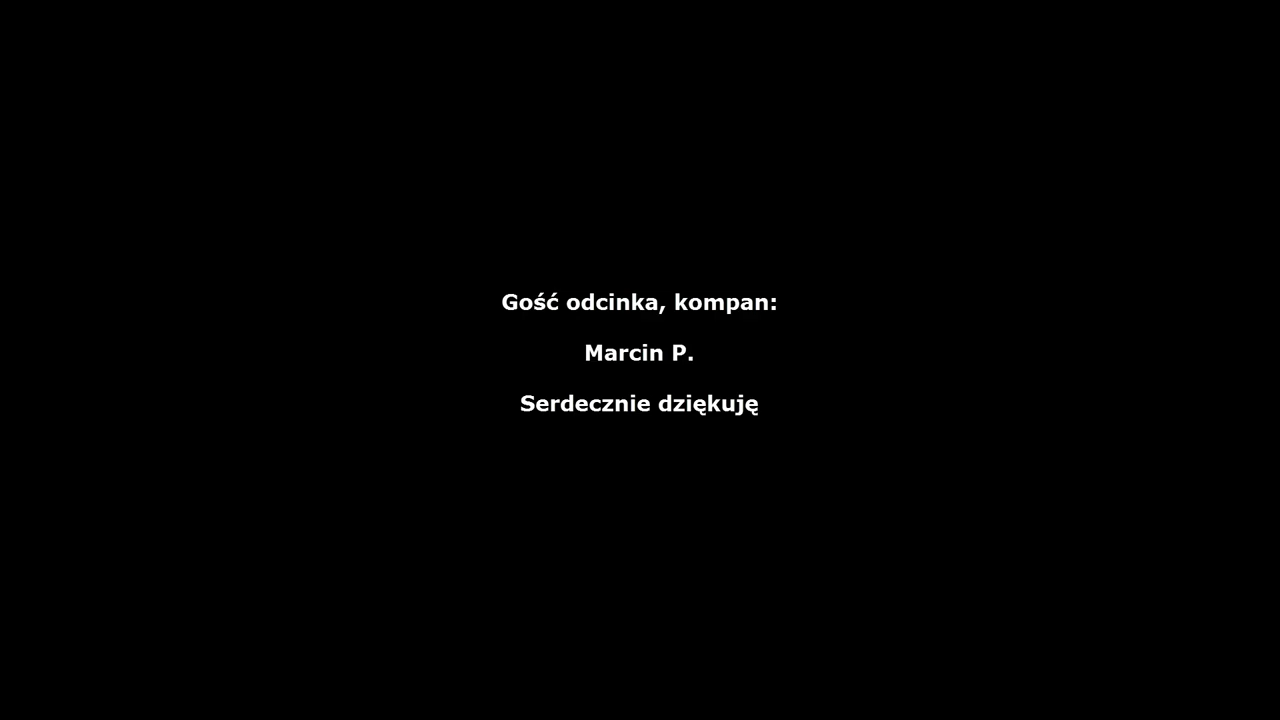 Gość odcinka, kompan:
Marcin P.
Serdecznie dziękuję